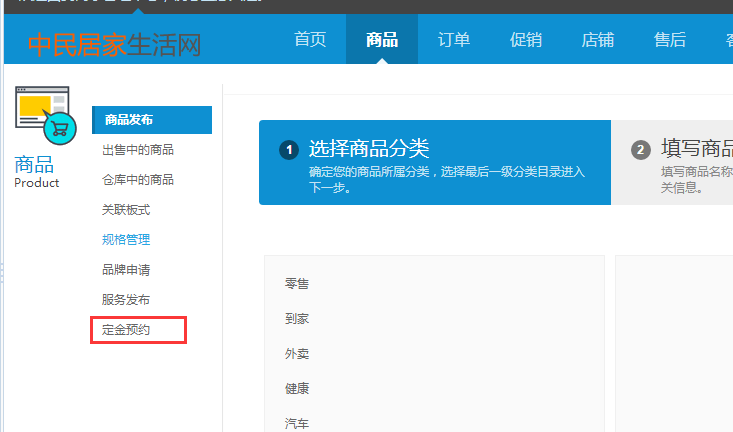 中民居家生活网
首页
商品
订单
促销
店铺
售后
商品
Product
商品发布
出售中的商品
仓库中的商品
关联板式
规格管理
品牌申请
服务发布
定金预约
1
选择商品分类
确定您的商品所属分类，选择最后一级分类目录进入
下一步。
2
填写商品
填写商品名称
关信息。
零售
到家
外卖
健康
汽车